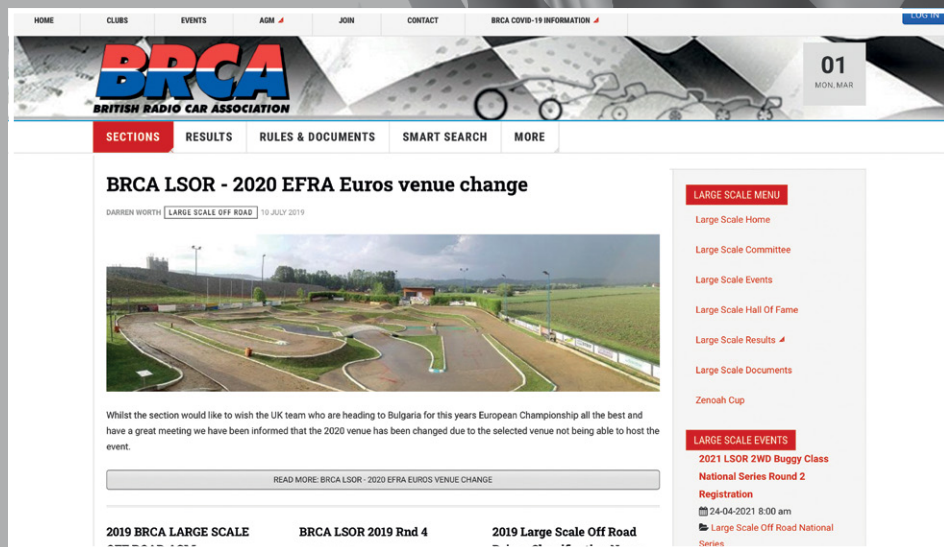 HOME CLUBS EVENTS AGM JOIN CONTACT BRCA COVID-19 INFORMATION LOG IN
BRCA
BRITISH RADIO CAR ASSOCIATION
01
MON, MAR
SECTIONS RESULTS RULES & DOCUMENTS SMART SEARCH MORE
BRCA LSOR - 2020 EFRA Euros venue change
DARREN WORTH LARGE SCALE OFF ROAD 10 JULY 2019
Whilst the section would like to wish the UK team who are heading to Bulgaria for this years European Championship all the best and
have a great meeting we have been informed that the 2020 venue has been changed due to the selected venue not being able to host the
event.
READ MORE: BRCA LSOR - 2020 EFRA EUROS VENUE CHANGE
2019 BRCA LARGE SCALE
BRCA LSOR 2019 Rnd 4
2019 Large Scale Off Road
LARGE SCALE MENU
Large Scale Home
Large Scale Committee
Large Scale Events
Large Scale Hall Of Fame
Large Scale Results
Large Scale Documents
Zenoah Cup
LARGE SCALE EVENTS
2021 LSOR 2WD Buggy Class
National Series Round 2
Registration
24-04-2021 8:00 am
Large Scale Off Road National
Series